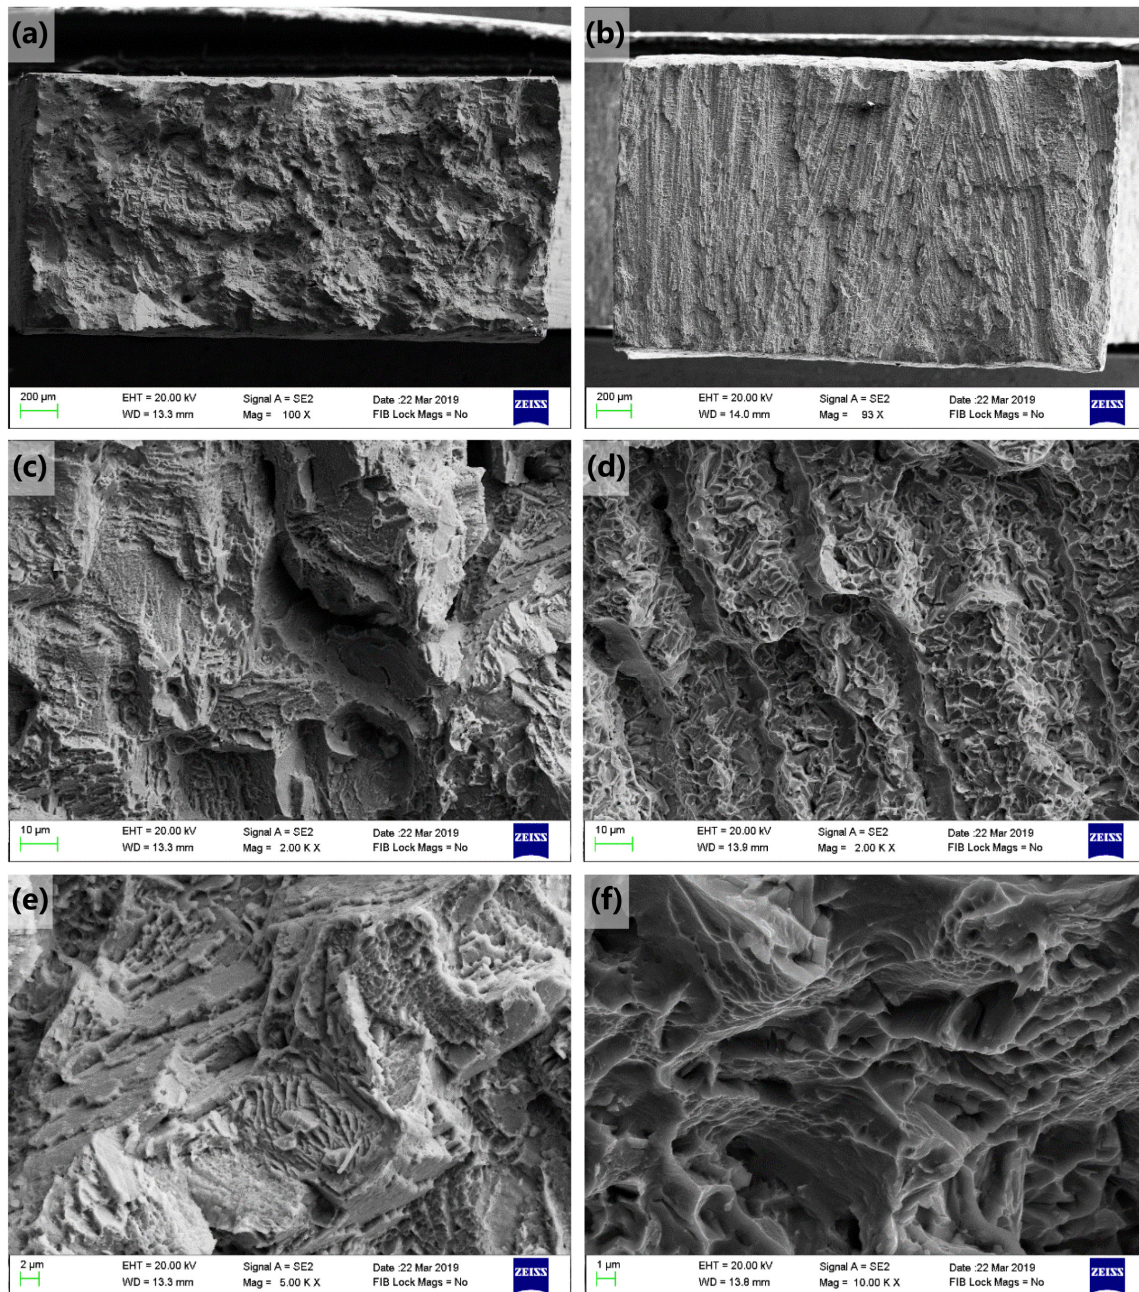 (a)
200 µm EHT = 20.00 kV Signal A = SE2 Date :22 Mar 2019 ZEISS
WD = 13.3 mm Mag = 100 X FIB Lock Mags = No
(b)
200 µm EHT = 20.00 kV Signal A = SE2 Date :22 Mar 2019 ZEISS
WD = 14.0 mm Mag = 93 X FIB Lock Mags = No
(c)
10 µm EHT = 20.00 kV Signal A = SE2 Date :22 Mar 2019 ZEISS
WD = 13.3 mm Mag = 2.00 K X FIB Lock Mags = No
(d)
10 µm EHT = 20.00 kV Signal A = SE2 Date :22 Mar 2019 ZEISS
WD = 13.9 mm Mag = 2.00 K X FIB Lock Mags = No
(e)
2 µm EHT = 20.00 kV Signal A = SE2 Date :22 Mar 2019 ZEISS
WD = 13.3 mm Mag = 5.00 K X FIB Lock Mags = No
(f)
1 µm EHT = 20.00 kV Signal A = SE2 Date :22 Mar 2019 ZEISS
WD = 13.8 mm Mag = 10.00 K X FIB Lock Mags = No